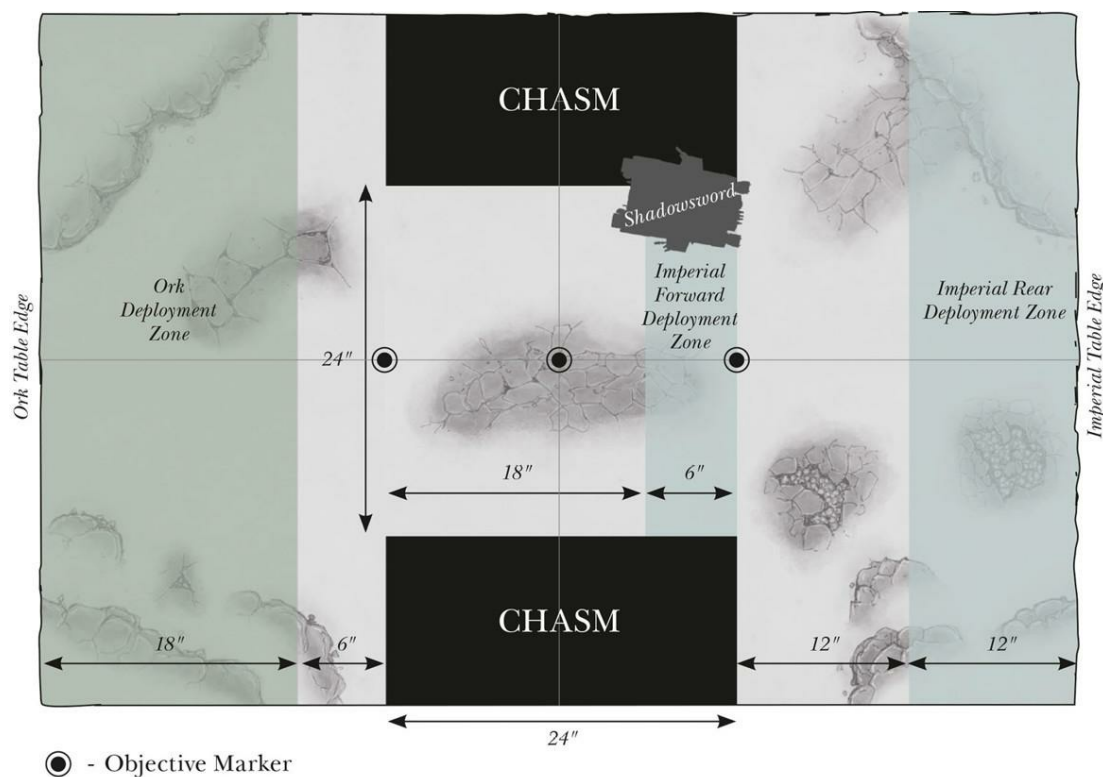 CHASM
Shadowsword
Ork
Deployment
Zone
Imperial
Forward
Deployment
Zone
Imperial Rear
Deployment Zone
Ork Table Edge
Imperial Table Edge
24"
18"
6"
CHASM
18"
6"
12"
12"
24"
- Objective Marker